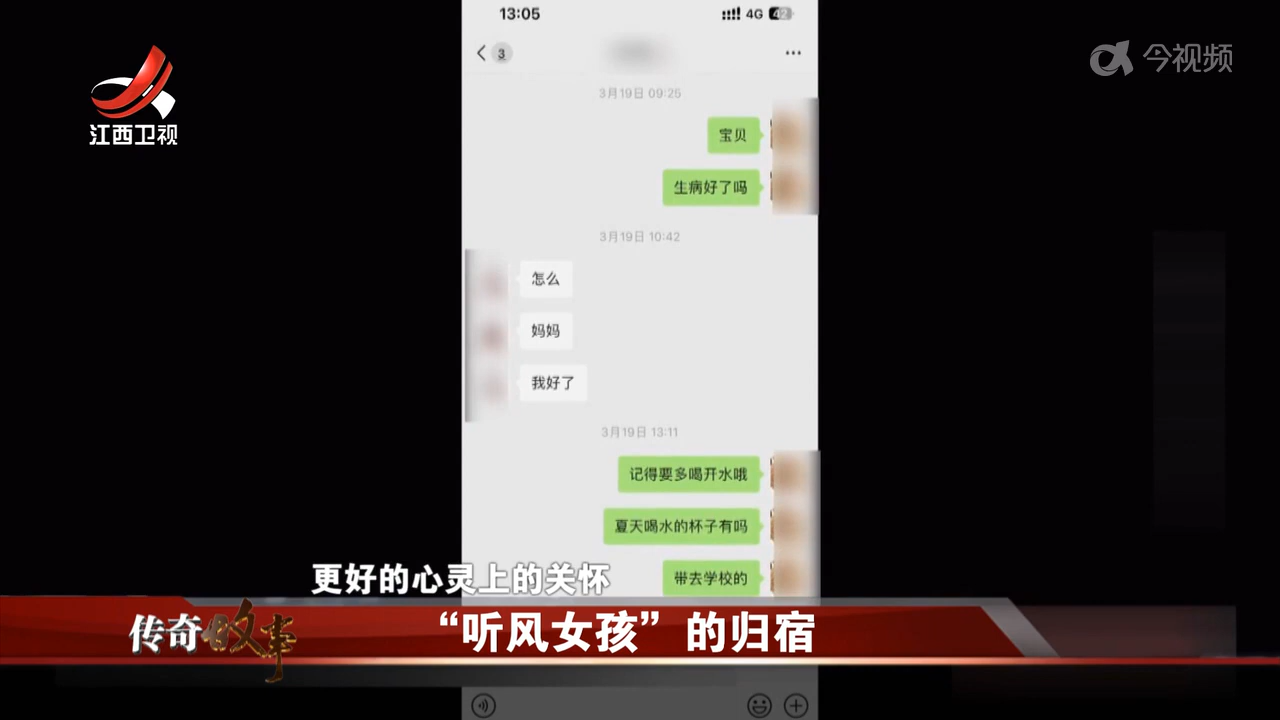 13:05
4G 42
3
今视频
江西卫视
3月19日 09:25
宝贝
生病好了吗
3月19日 10:42
怎么
妈妈
我好了
3月19日 13:11
记得要多喝开水哦
夏天喝水的杯子有吗
带去学校的
更好的心灵上的关怀
传奇故事
“听风女孩”的归宿